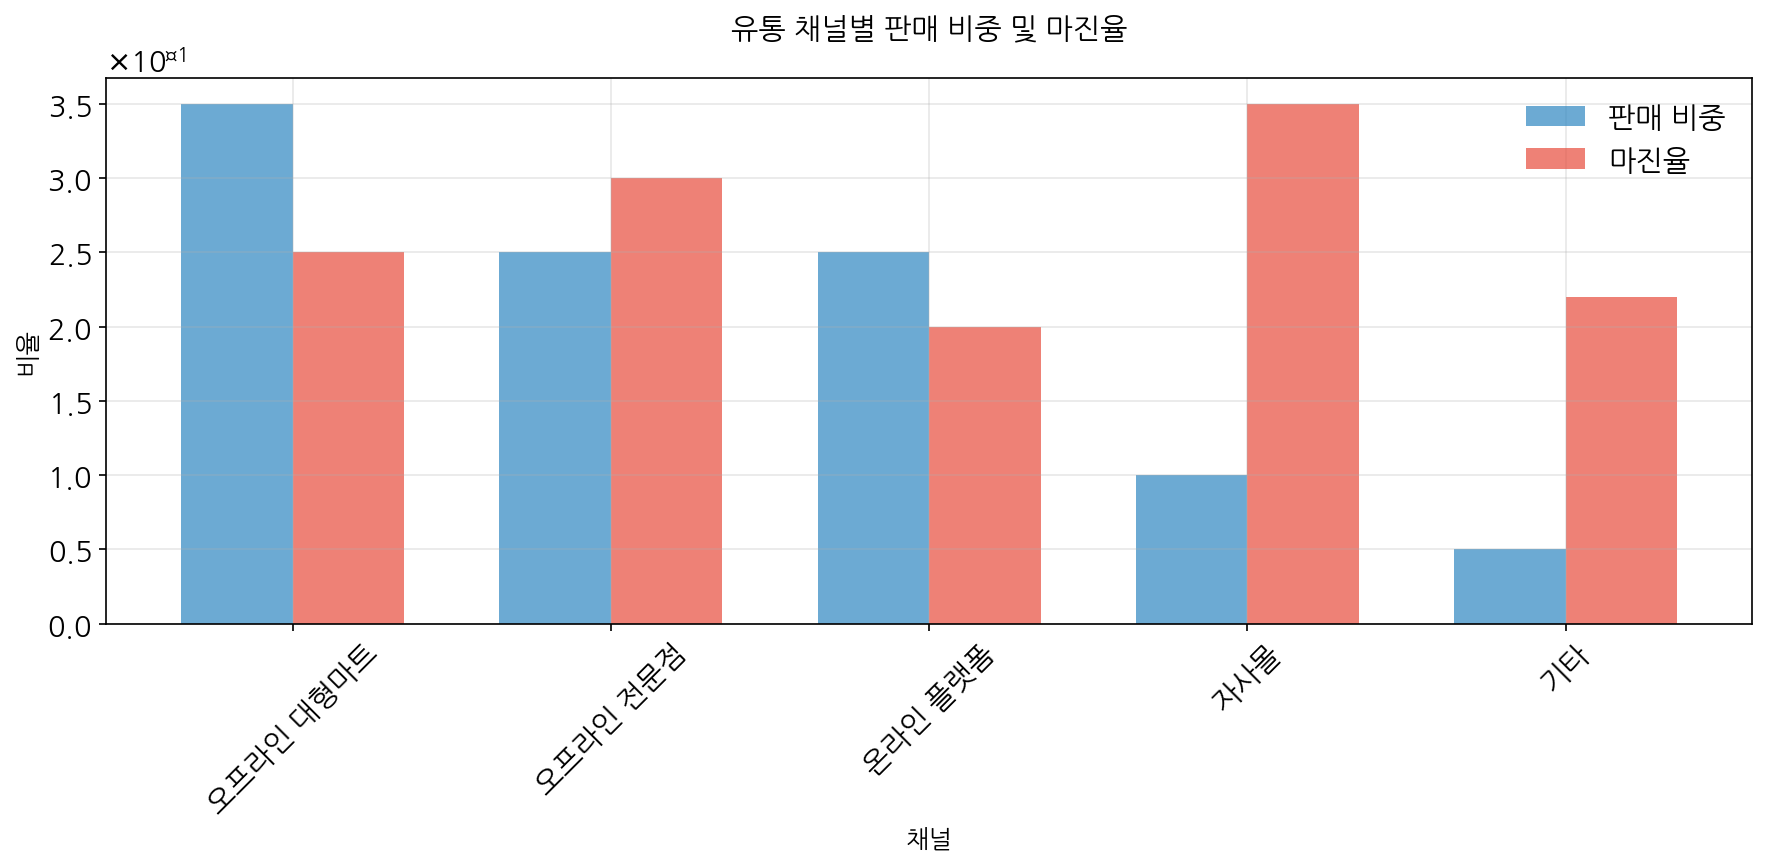 유통 채널별 판매 비중 및 마진율
×10¤1
3.5
3.0
2.5
2.0
1.5
1.0
0.5
0.0
비율
판매 비중
마진율
오프라인 대형마트
오프라인 전문점
온라인 플랫폼
자사몰
기타
채널